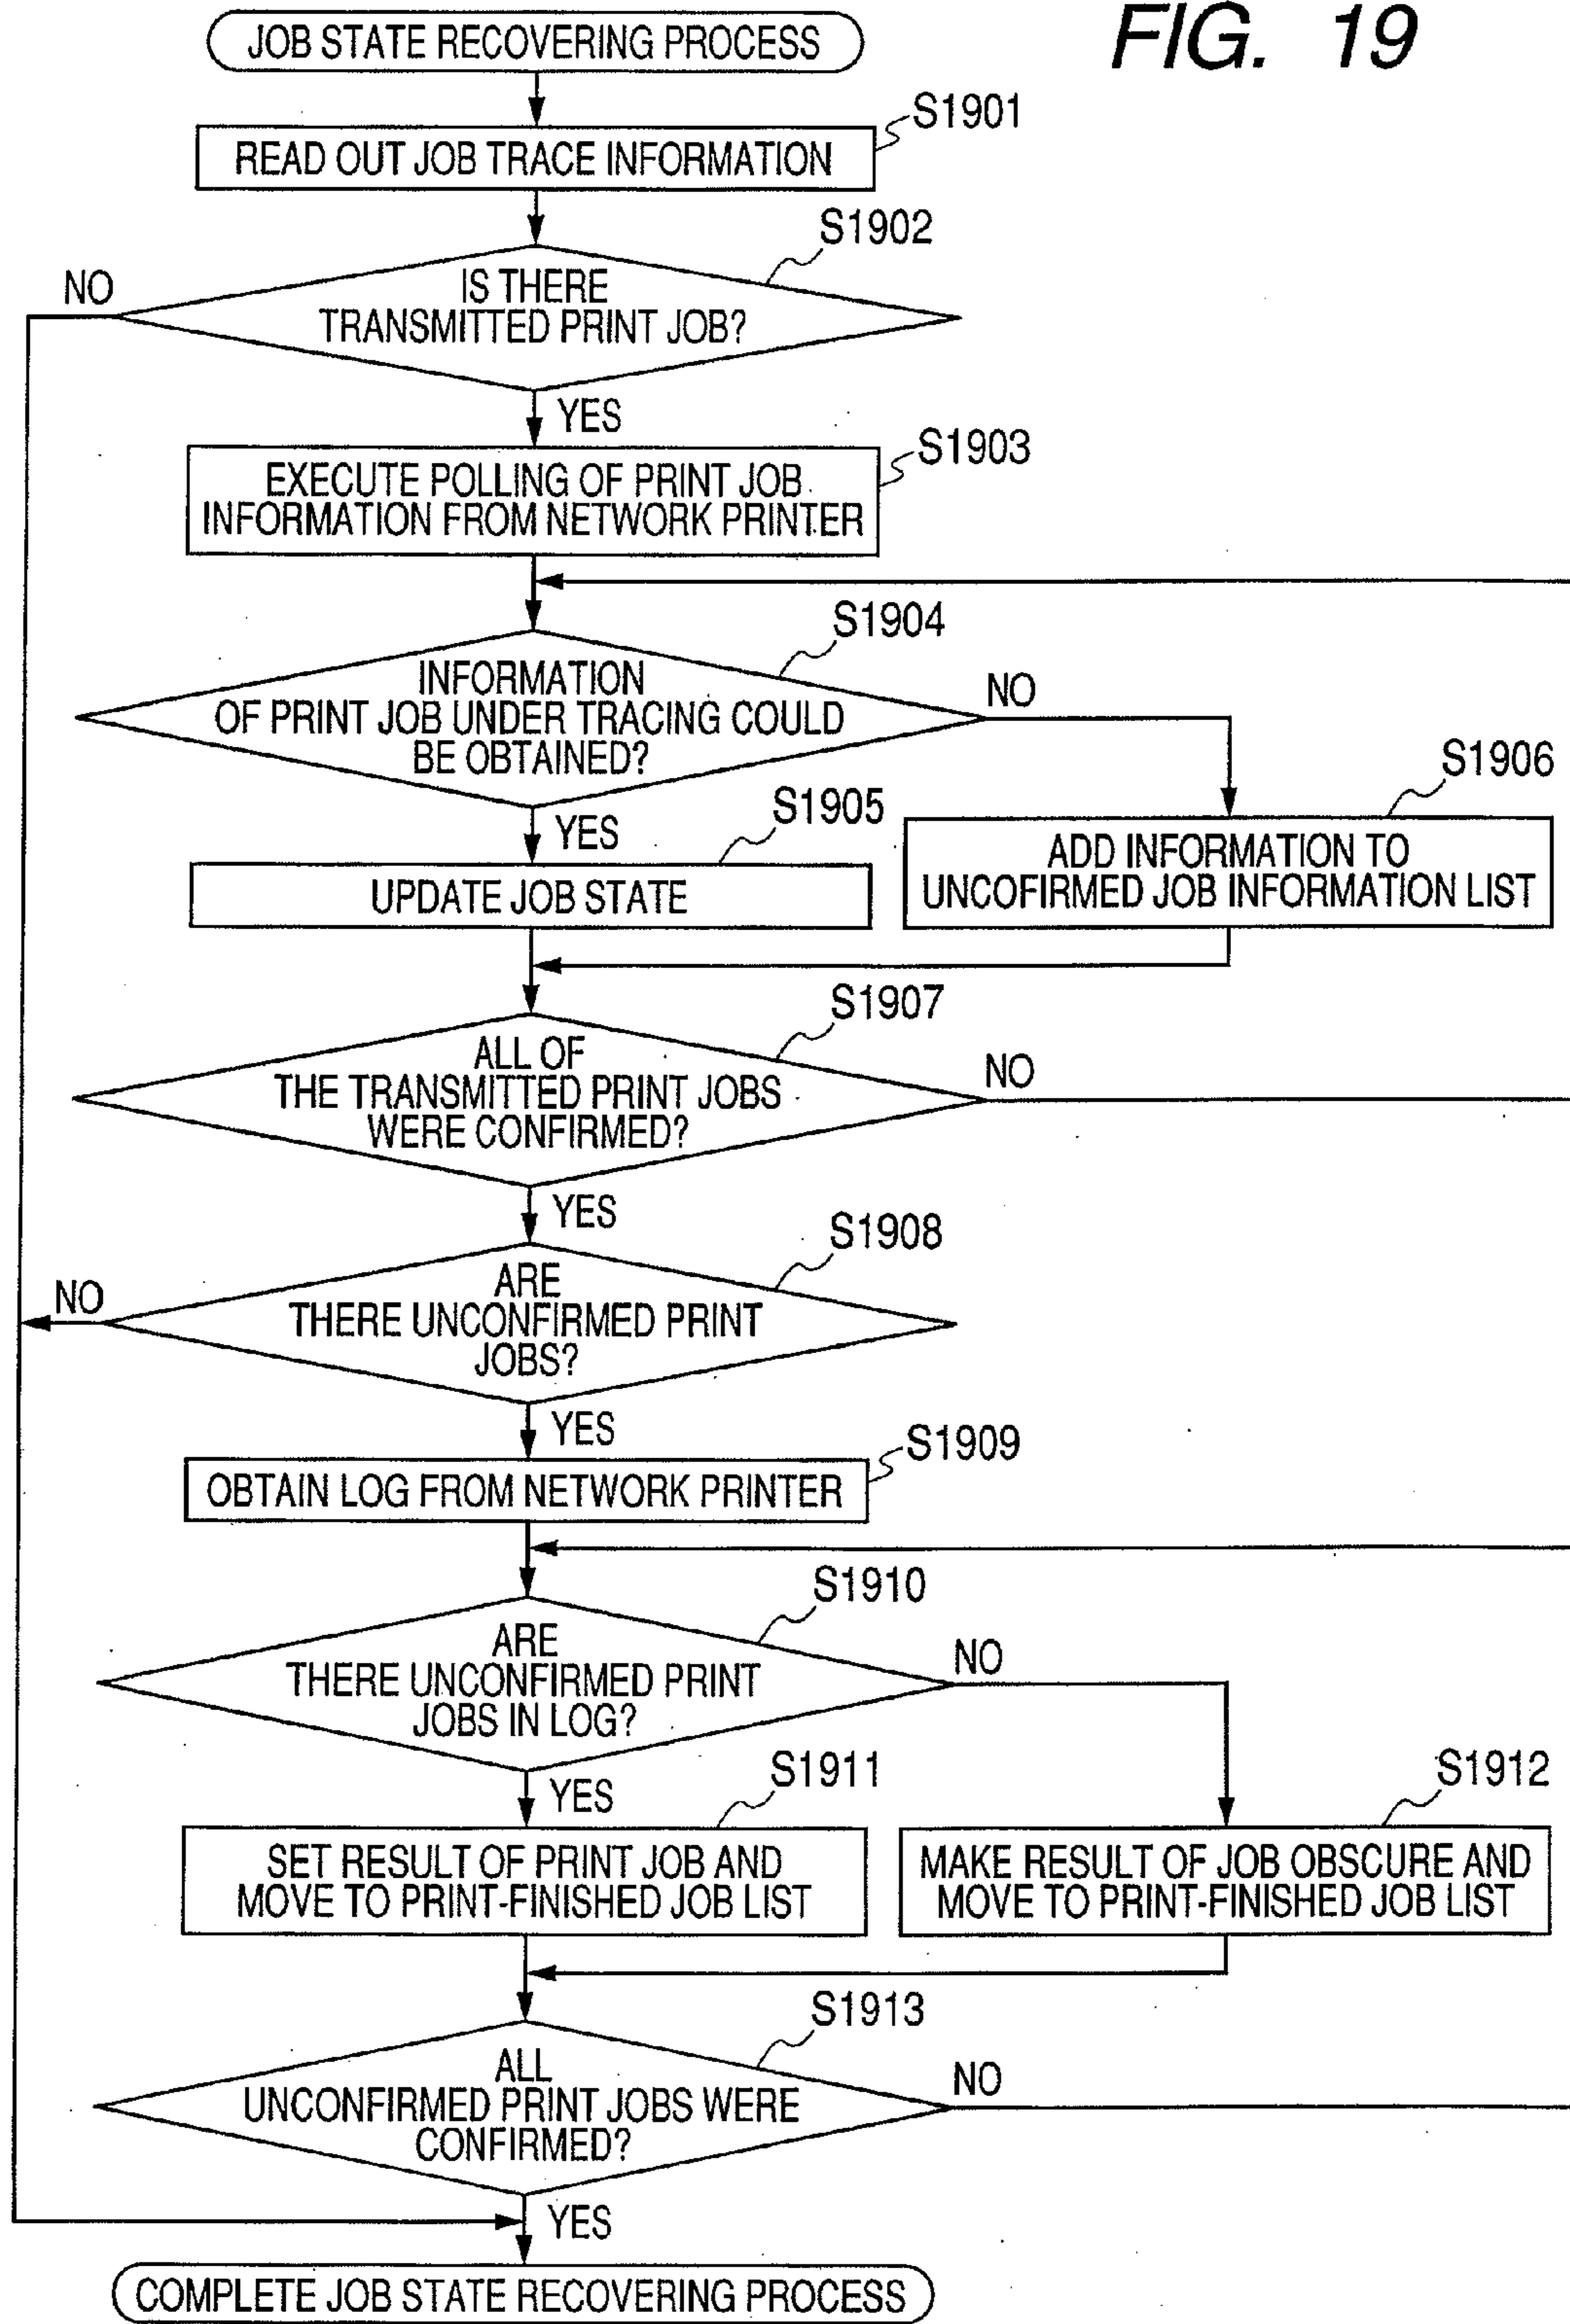 FIG. 19
JOB STATE RECOVERING PROCESS
S1901
READ OUT JOB TRACE INFORMATION
S1902
NO
IS THERE
TRANSMITTED PRINT JOB?
YES
S1903
EXECUTE POLLING OF PRINT JOB
INFORMATION FROM NETWORK PRINTER
S1904
INFORMATION
OF PRINT JOB UNDER TRACING COULD
BE OBTAINED?
NO
S1906
YES
S1905
ADD INFORMATION TO
UNCOFIRMED JOB INFORMATION LIST
UPDATE JOB STATE
S1907
ALL OF
THE TRANSMITTED PRINT JOBS
WERE CONFIRMED?
NO
YES
S1908
NO
ARE
THERE UNCONFIRMED PRINT
JOBS?
YES
S1909
OBTAIN LOG FROM NETWORK PRINTER
S1910
ARE
THERE UNCONFIRMED PRINT
JOBS IN LOG?
NO
YES
S1911
S1912
SET RESULT OF PRINT JOB AND
MOVE TO PRINT-FINISHED JOB LIST
MAKE RESULT OF JOB OBSCURE AND
MOVE TO PRINT-FINISHED JOB LIST
S1913
ALL
UNCONFIRMED PRINT JOBS WERE
CONFIRMED?
NO
YES
COMPLETE JOB STATE RECOVERING PROCESS